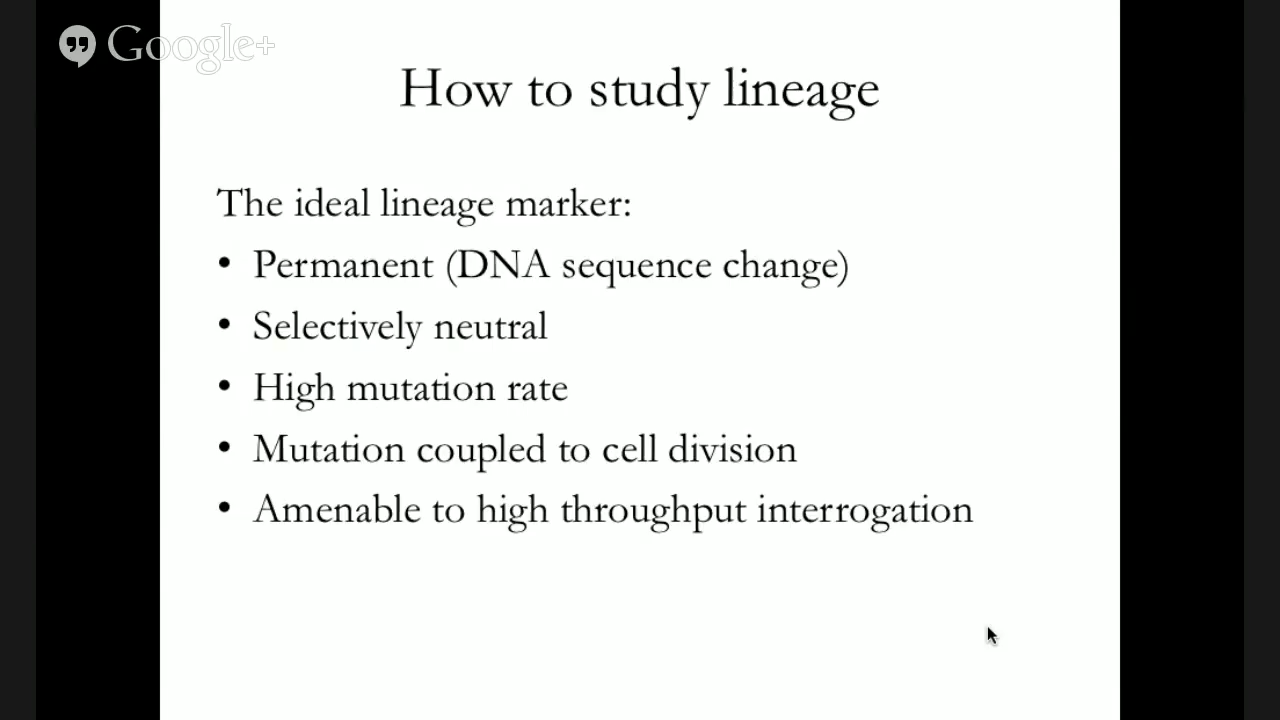 Google+
How to study lineage
The ideal lineage marker:
• Permanent (DNA sequence change)
• Selectively neutral
• High mutation rate
• Mutation coupled to cell division
• Amenable to high throughput interrogation